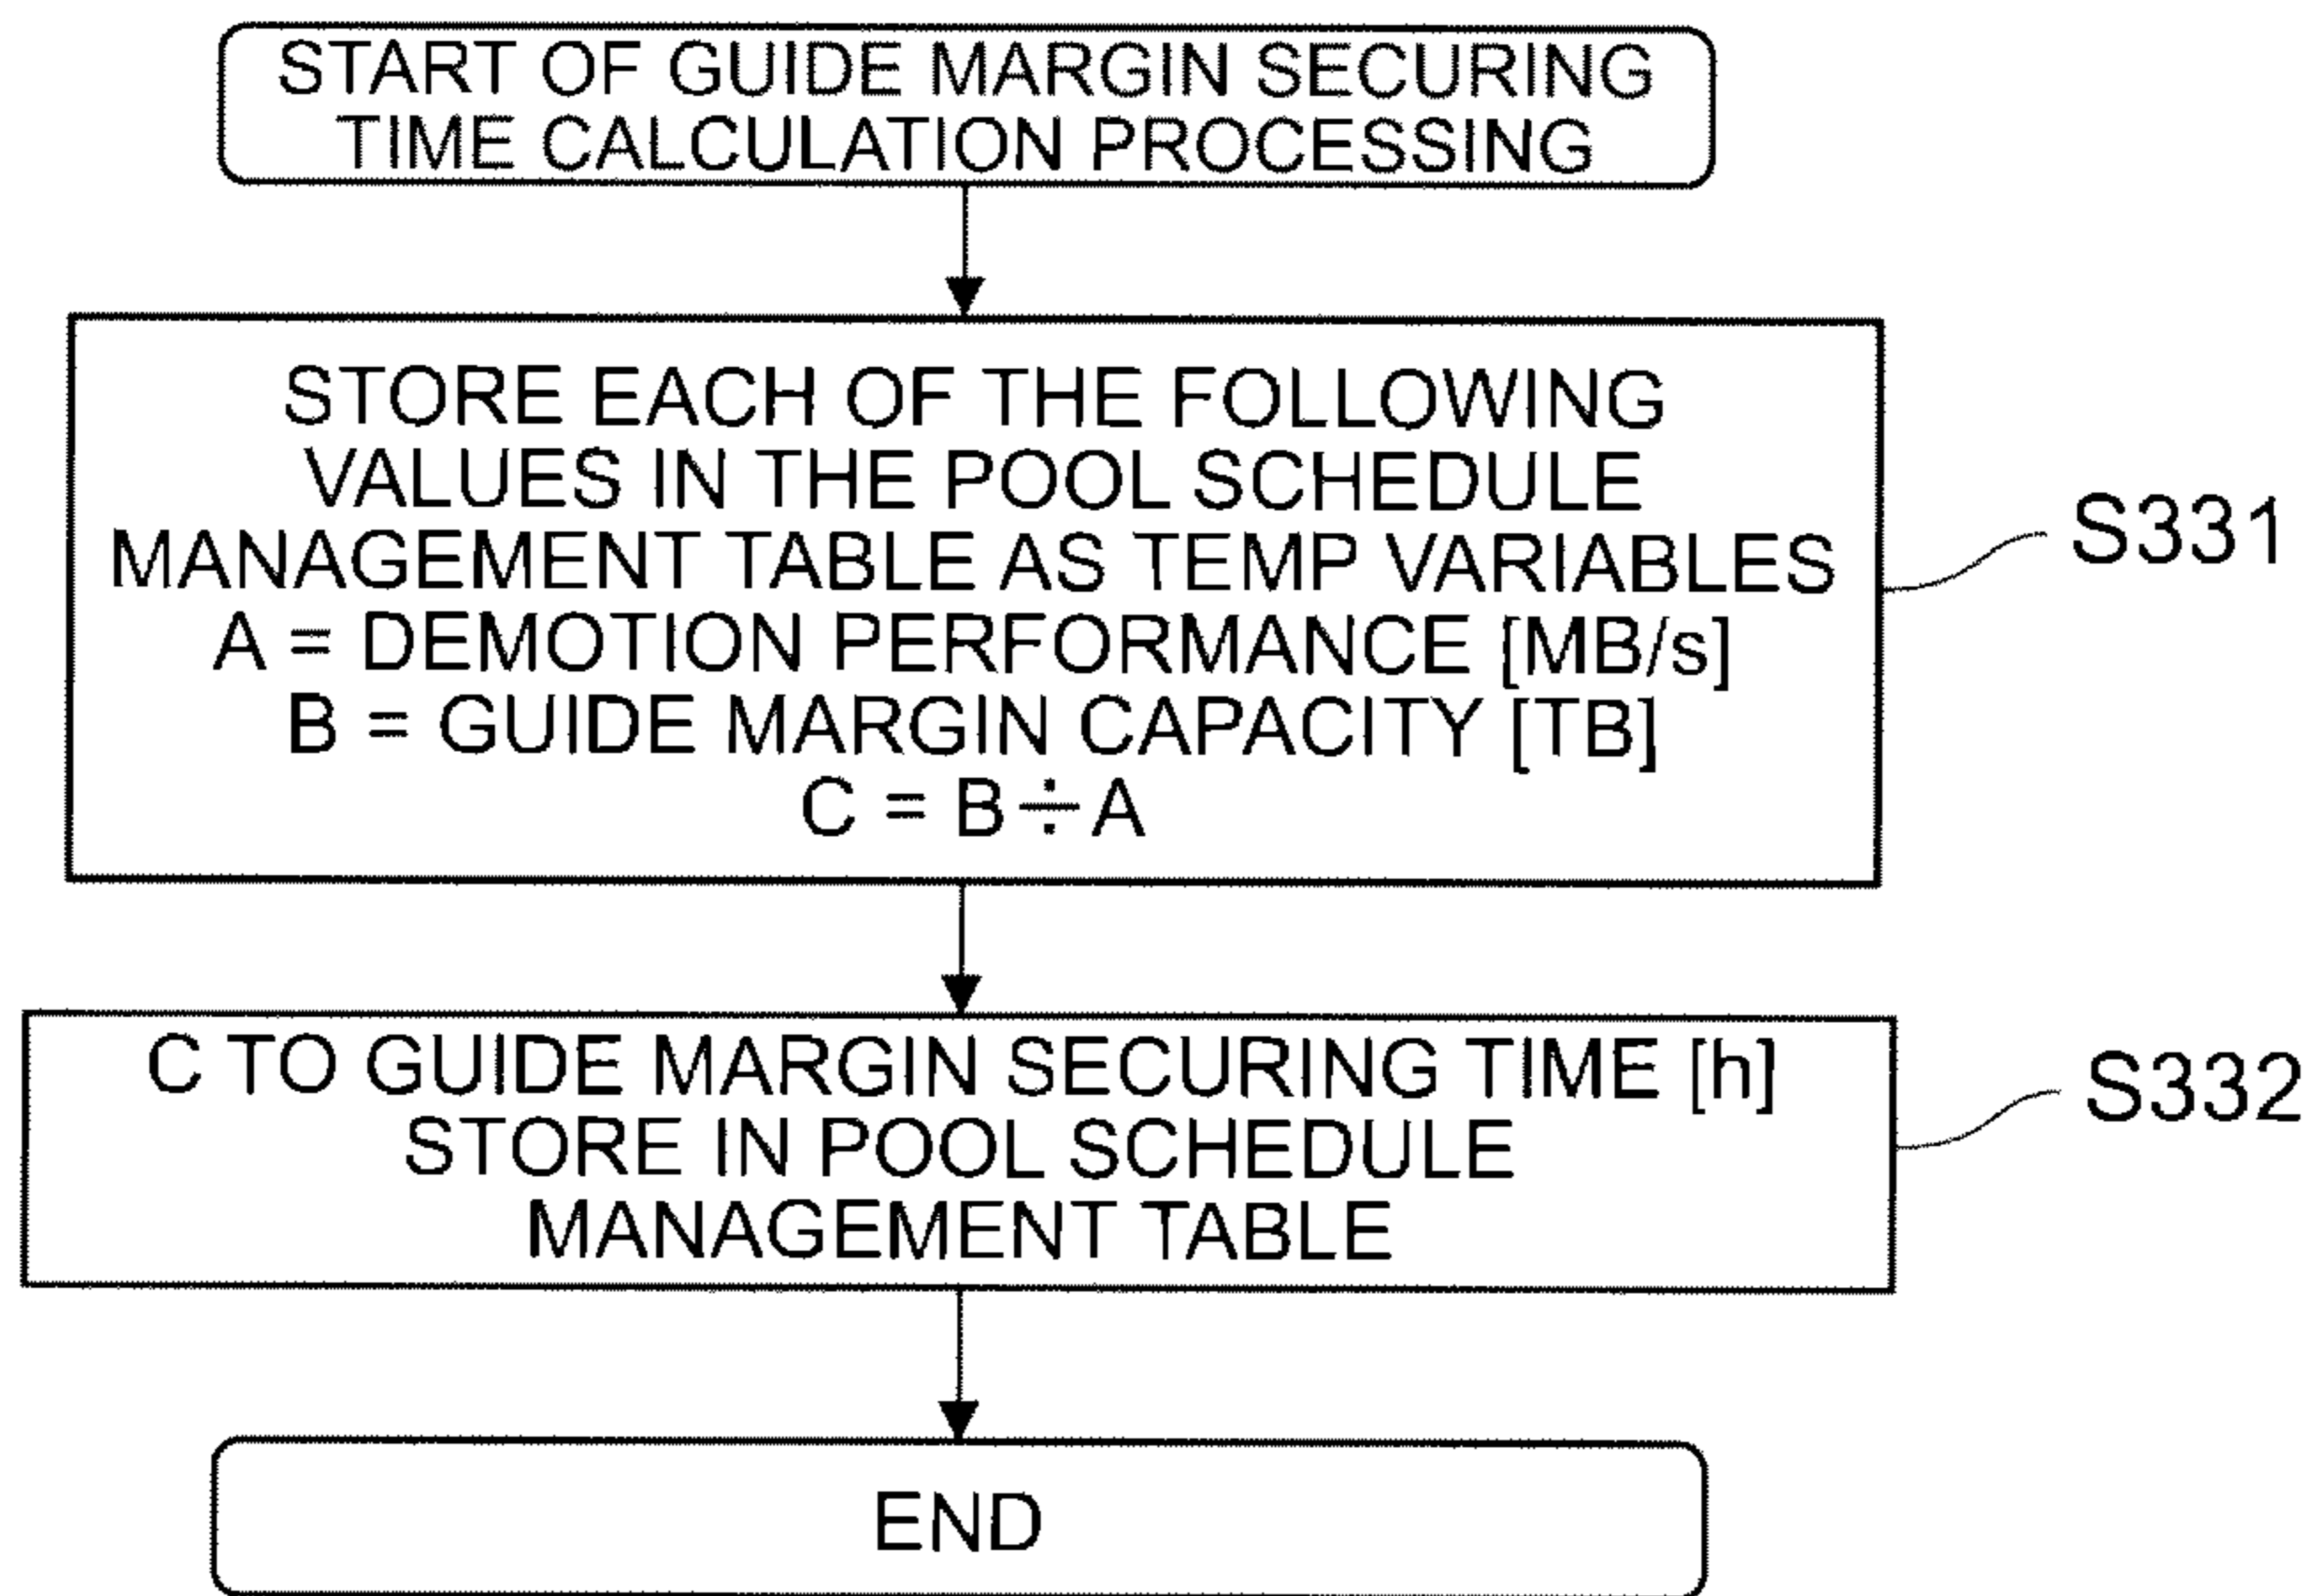 START OF GUIDE MARGIN SECURING
TIME CALCULATION PROCESSING
STORE EACH OF THE FOLLOWING
VALUES IN THE POOL SCHEDULE
MANAGEMENT TABLE AS TEMP VARIABLES
A = DEMOTION PERFORMANCE [MB/s]
B = GUIDE MARGIN CAPACITY [TB]
C = B÷A
S331
C TO GUIDE MARGIN SECURING TIME [h]
STORE IN POOL SCHEDULE
MANAGEMENT TABLE
S332
END